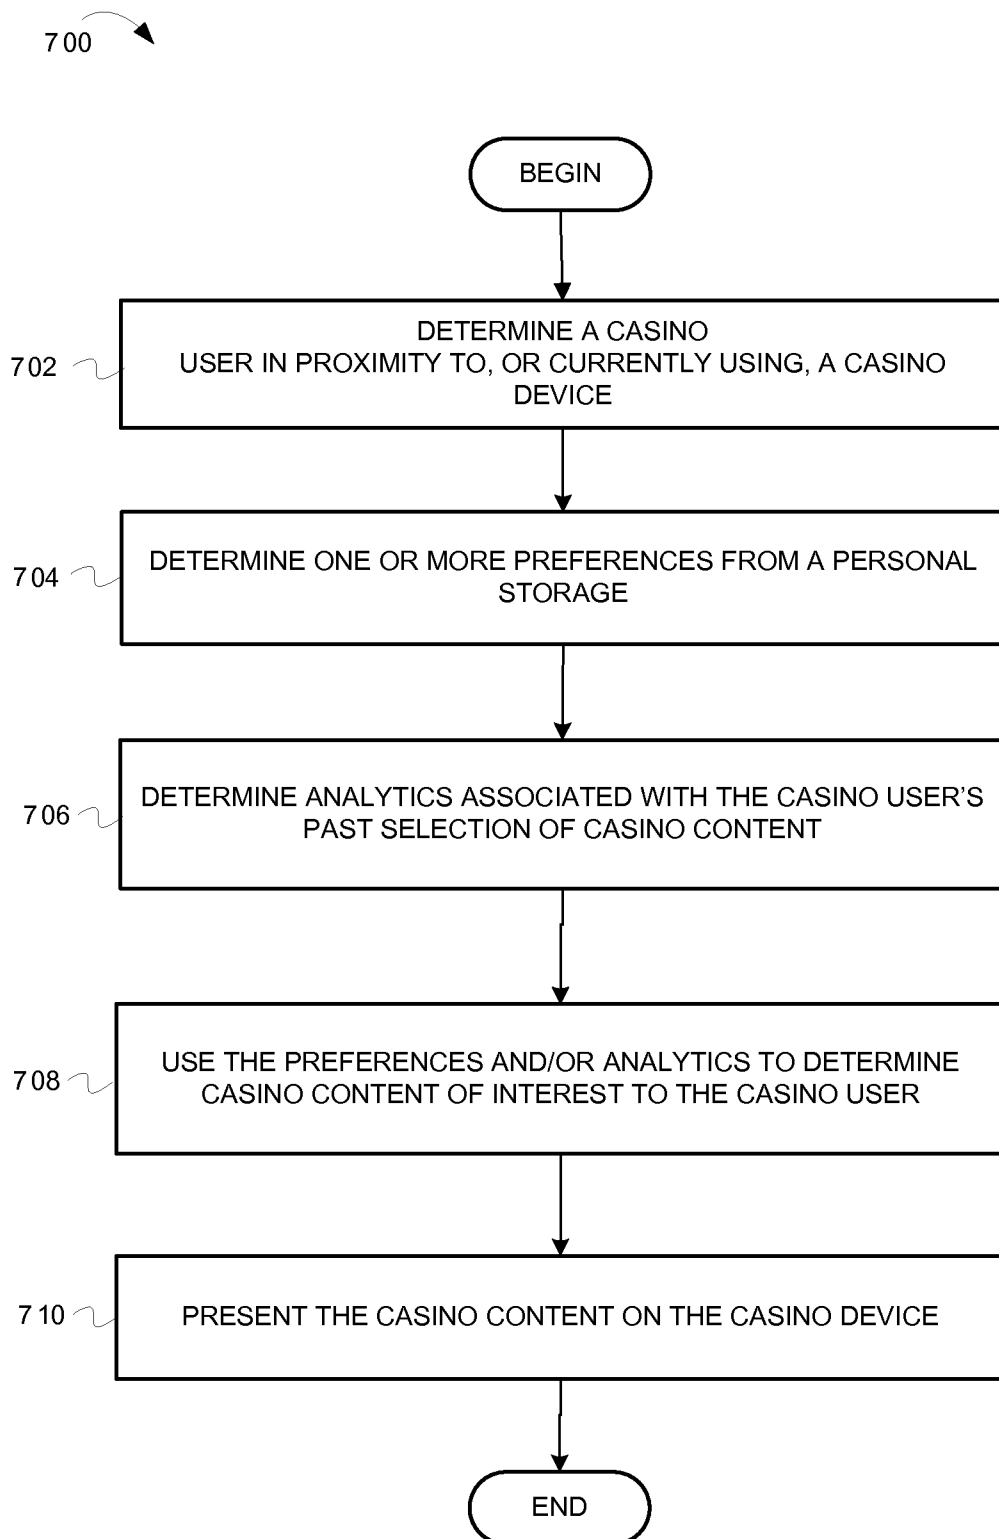 700
BEGIN
702
DETERMINE A CASINO
USER IN PROXIMITY TO, OR CURRENTLY USING, A CASINO
DEVICE
704
DETERMINE ONE OR MORE PREFERENCES FROM A PERSONAL
STORAGE
706
DETERMINE ANALYTICS ASSOCIATED WITH THE CASINO USER'S
PAST SELECTION OF CASINO CONTENT
708
USE THE PREFERENCES AND/OR ANALYTICS TO DETERMINE
CASINO CONTENT OF INTEREST TO THE CASINO USER
710
PRESENT THE CASINO CONTENT ON THE CASINO DEVICE
END